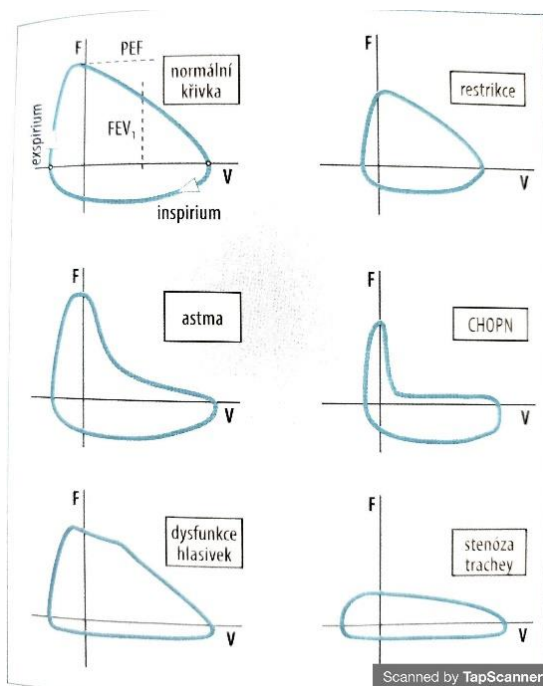 F
PEF
normální
křivka
exspirium
FEV₁
V
inspirium
F
restrikce
V
F
astma
V
F
CHOPN
V
F
dysfunkce
hlasivek
V
F
stenóza
trachey
V
Scanned by TapScanner